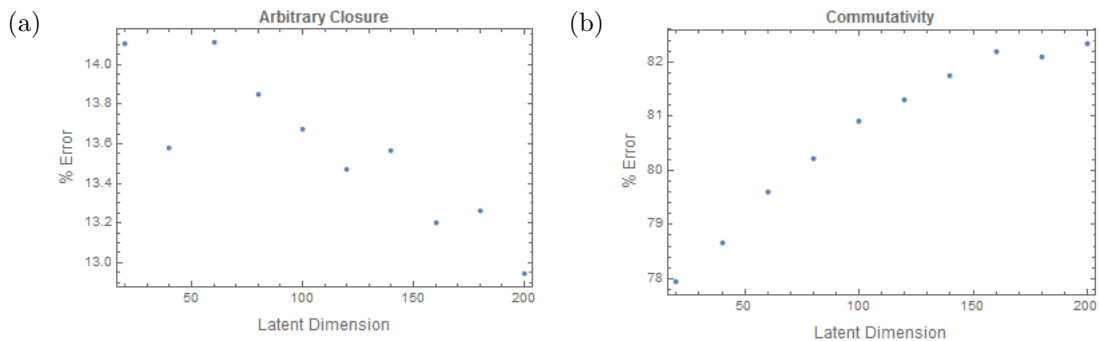 (a)
Arbitrary Closure
14.0
13.8
13.6
13.4
13.2
13.0
% Error
50
100
150
200
Latent Dimension
(b)
Commutativity
82
81
80
79
78
% Error
50
100
150
200
Latent Dimension